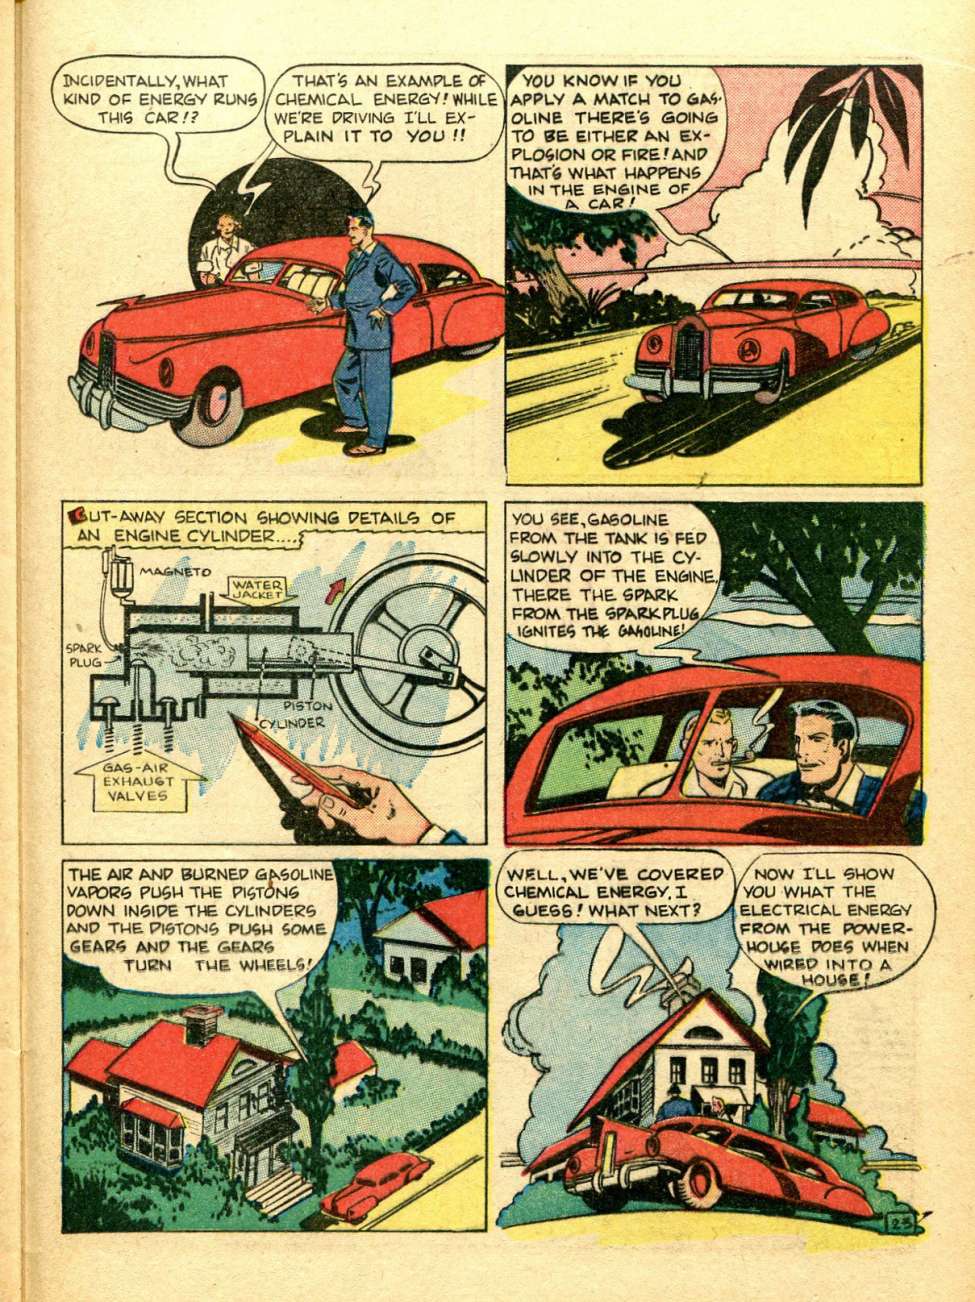 INCIDENTALLY, WHAT
KIND OF ENERGY RUNS
THIS CAR!?
THAT'S AN EXAMPLE OF
CHEMICAL ENERGY! WHILE
WE'RE DRIVING I'LL EX-
PLAIN IT TO YOU!!
YOU KNOW IF YOU
APPLY A MATCH TO GAS-
OLINE THERE'S GOING
TO BE EITHER AN EX-
PLOSION OR FIRE! AND
THAT'S WHAT HAPPENS
IN THE ENGINE OF
A CAR!
CUT-AWAY SECTION SHOWING DETAILS OF
AN ENGINE CYLINDER....
MAGNETO
WATER
JACKET
SPARK
PLUG
PISTON
CYLINDER
GAS-AIR
EXHAUST
VALVES
YOU SEE, GASOLINE
FROM THE TANK IS FED
SLOWLY INTO THE CY-
LINDER OF THE ENGINE,
THERE THE SPARK
FROM THE SPARKPLUG
IGNITES THE GASOLINE!
THE AIR AND BURNED GASOLINE
VAPORS PUSH THE PISTONS
DOWN INSIDE THE CYLINDERS
AND THE PISTONS PUSH SOME
GEARS AND THE GEARS
TURN THE WHEELS!
WELL, WE'VE COVERED
CHEMICAL ENERGY, I
GUESS! WHAT NEXT?
NOW I'LL SHOW
YOU WHAT THE
ELECTRICAL ENERGY
FROM THE POWER-
HOUSE DOES WHEN
WIRED INTO A
HOUSE!
23